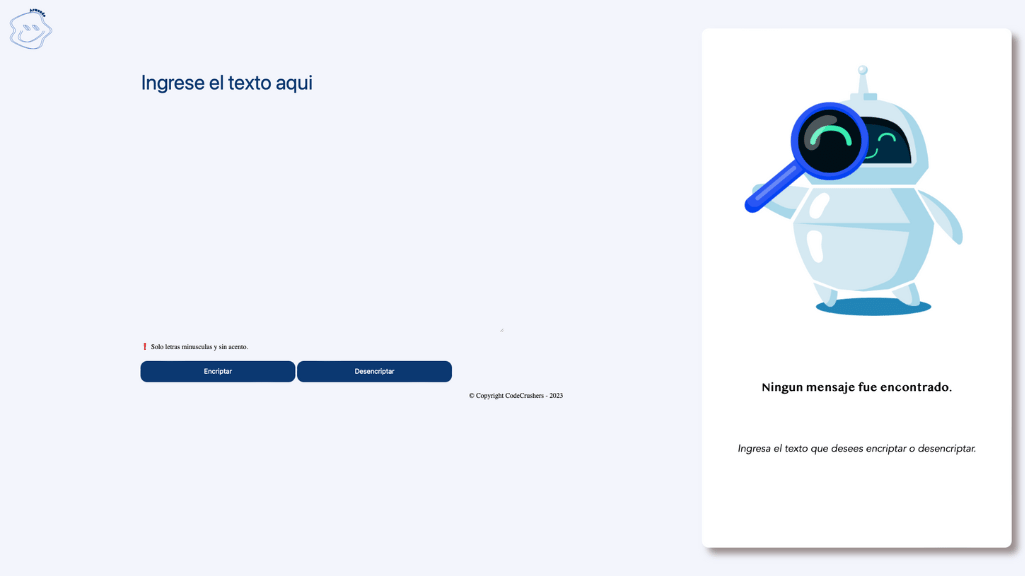 Ingrese el texto aqui
❗ Solo letras minusculas y sin acento.
Encriptar
Desencriptar
© Copyright CodeCrushers - 2023
Ningun mensaje fue encontrado.
Ingresa el texto que desees encriptar o desencriptar.